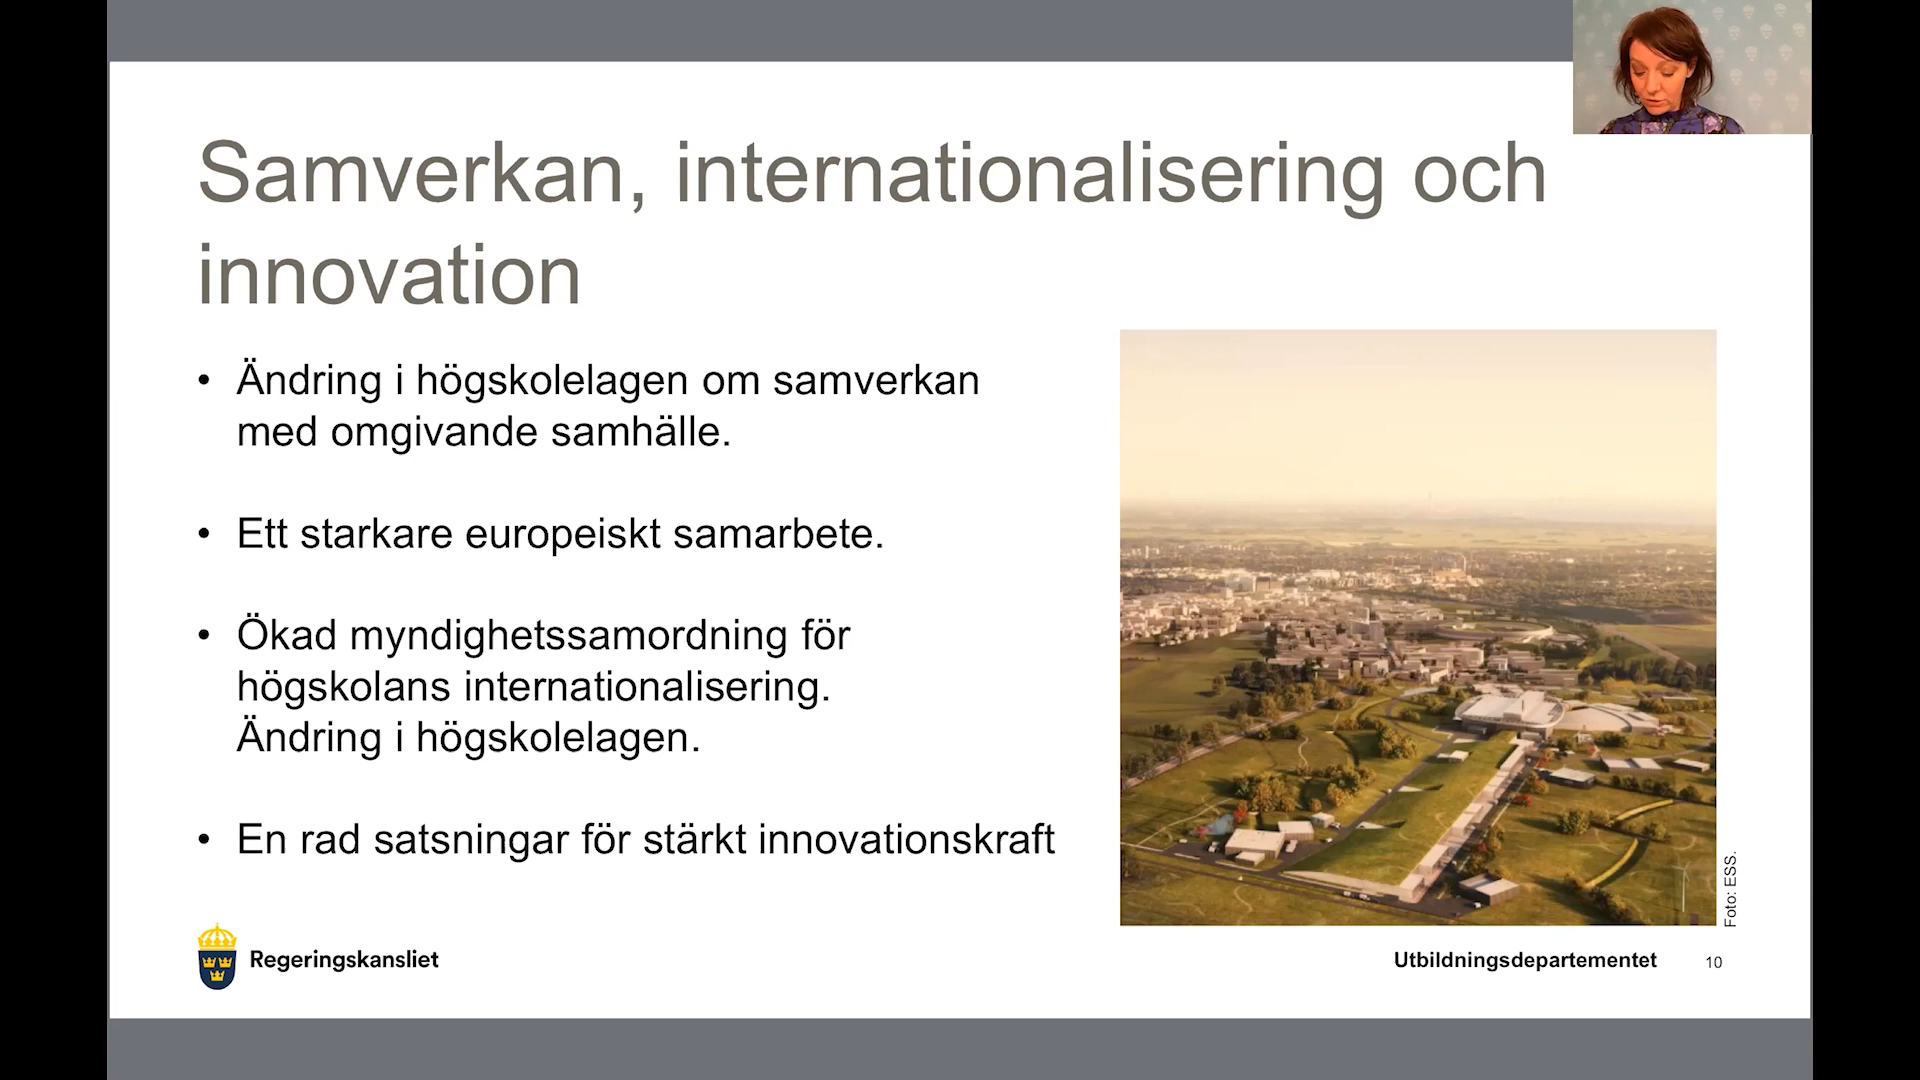 Samverkan, internationalisering och
innovation
• Ändring i högskolelagen om samverkan
med omgivande samhälle.
• Ett starkare europeiskt samarbete.
• Ökad myndighetssamordning för
högskolans internationalisering.
Ändring i högskolelagen.
• En rad satsningar för stärkt innovationskraft
Foto: ESS.
Regeringskansliet
Utbildningsdepartementet 10